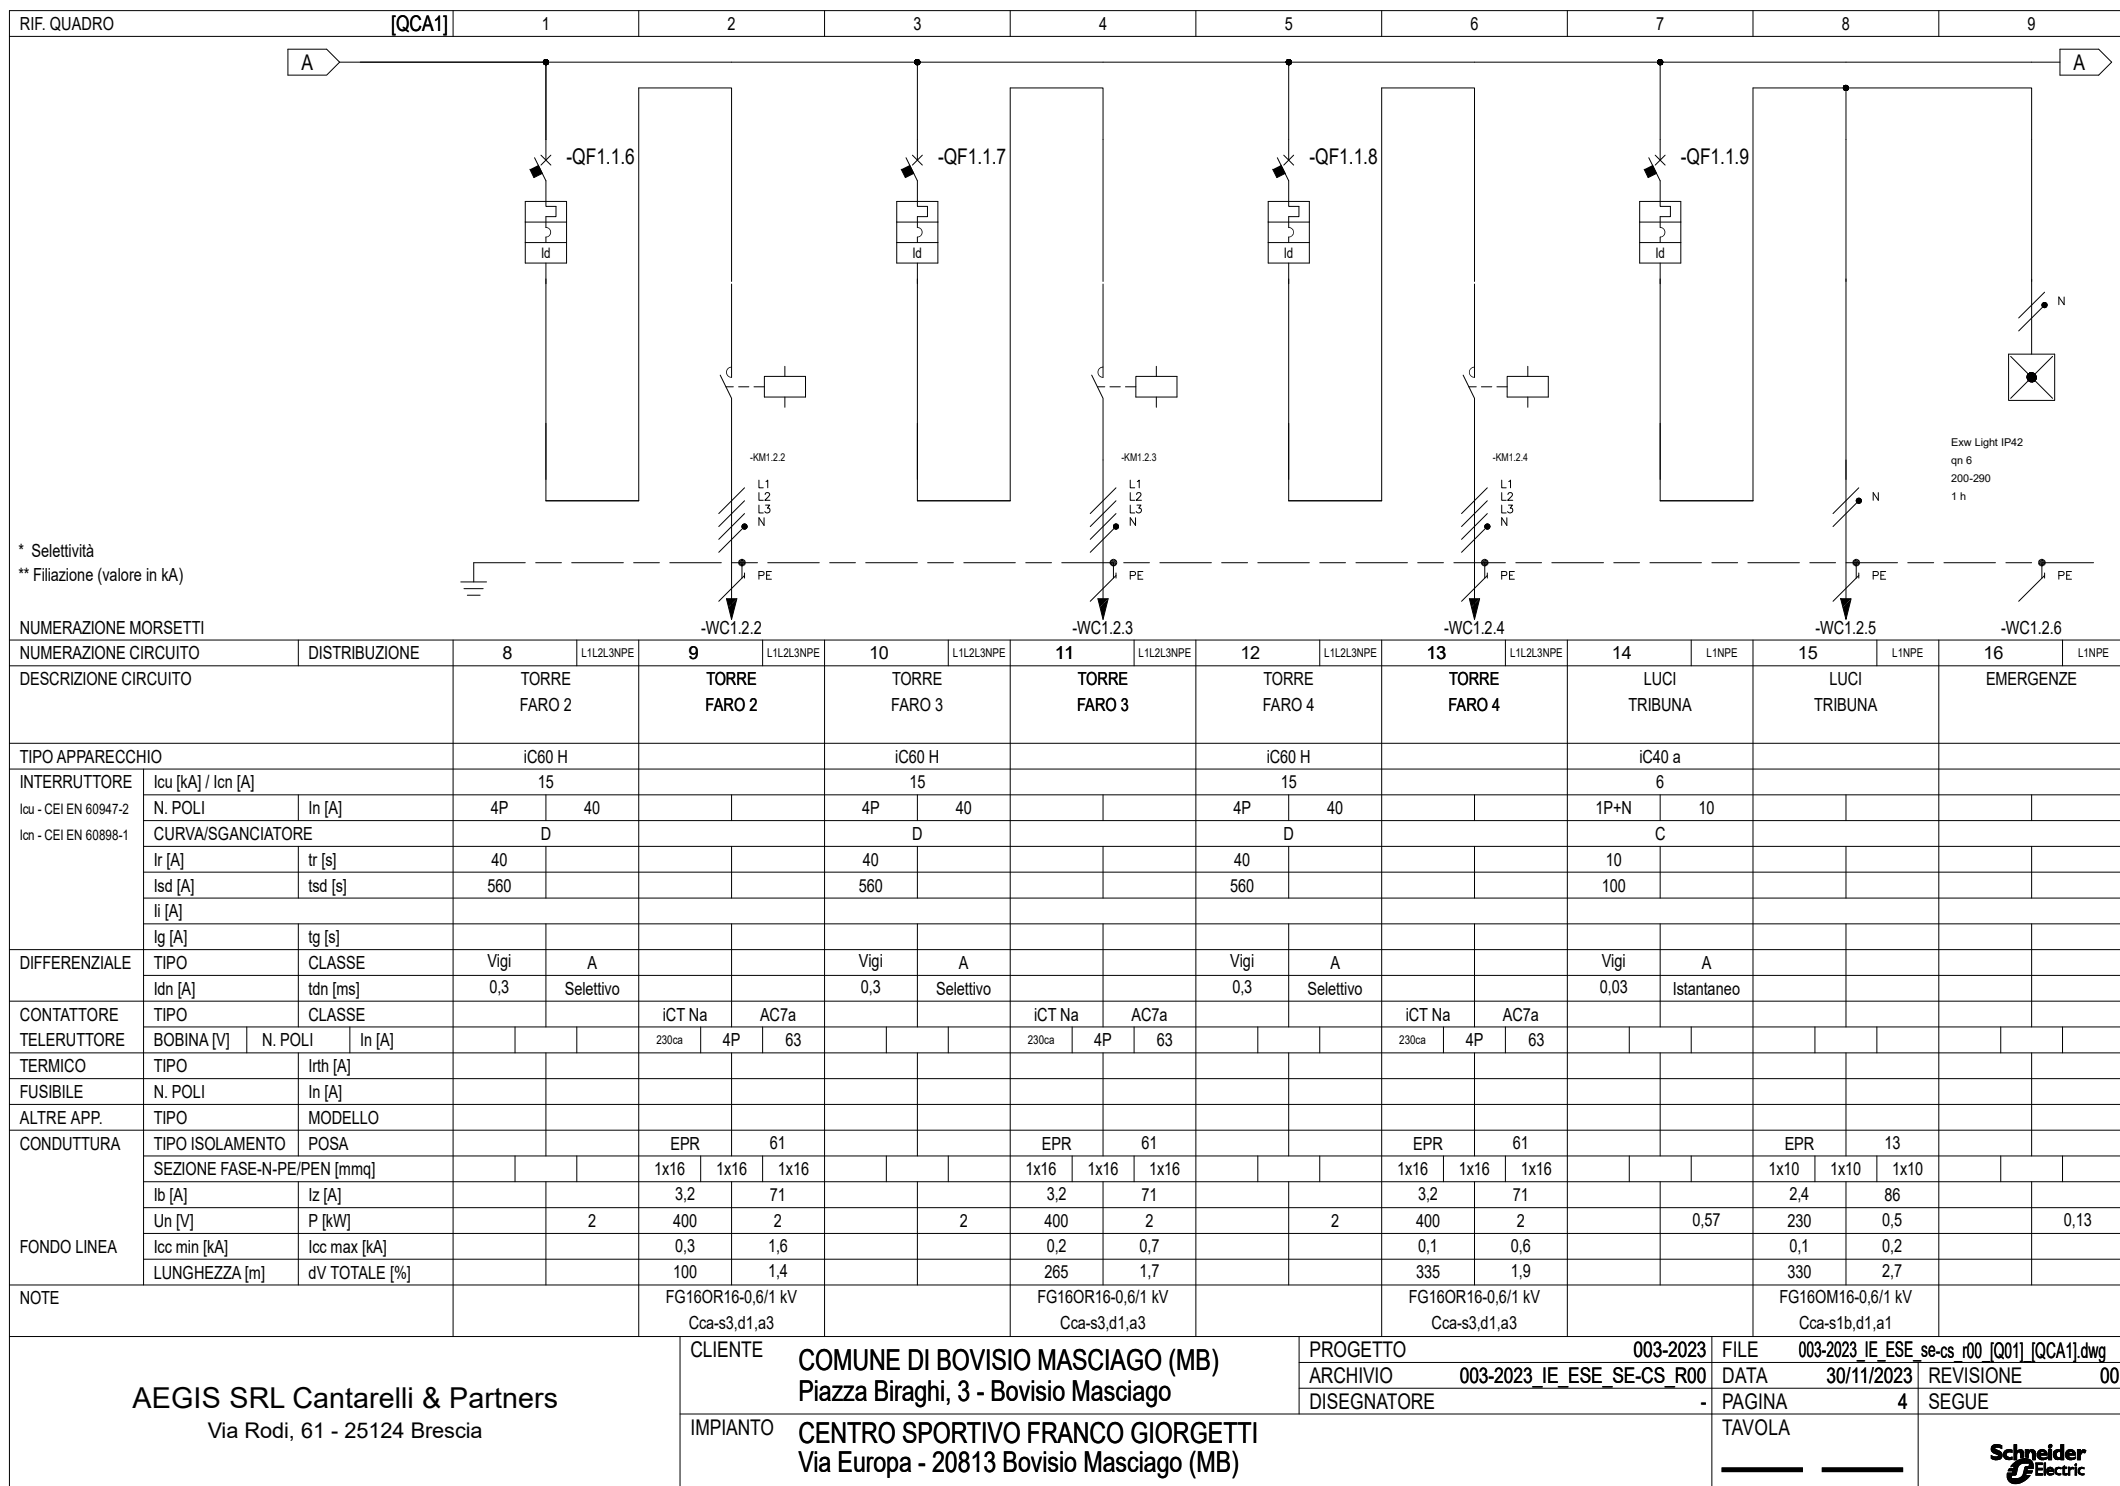 RIF. QUADRO [QCA1] 1 2 3 4 5 6 7 8 9
A A
-QF1.1.6 -QF1.1.7 -QF1.1.8 -QF1.1.9
Id Id Id Id
N
Exw Light IP42
qn 6
200-290
1 h
-KM1.2.2 -KM1.2.3 -KM1.2.4
L1 L1 L1
L2 L2 L2
L3 L3 L3
N N N N
* Selettività
** Filiazione (valore in kA)
PE PE PE PE PE
NUMERAZIONE MORSETTI -WC1.2.2 -WC1.2.3 -WC1.2.4 -WC1.2.5 -WC1.2.6
NUMERAZIONE CIRCUITO DISTRIBUZIONE 8 L1L2L3NPE 9 L1L2L3NPE 10 L1L2L3NPE 11 L1L2L3NPE 12 L1L2L3NPE 13 L1L2L3NPE 14 L1NPE 15 L1NPE 16 L1NPE
DESCRIZIONE CIRCUITO TORRE TORRE TORRE TORRE TORRE TORRE LUCI LUCI EMERGENZE
FARO 2 FARO 2 FARO 3 FARO 3 FARO 4 FARO 4 TRIBUNA TRIBUNA
TIPO APPARECCHIO iC60 H iC60 H iC60 H iC40 a
INTERRUTTORE Icu [kA] / Icn [A] 15 15 15 6
Icu - CEI EN 60947-2 N. POLI In [A] 4P 40 4P 40 4P 40 1P+N 10
Icn - CEI EN 60898-1 CURVA/SGANCIATORE D D D C
Ir [A] tr [s] 40 40 40 10
Isd [A] tsd [s] 560 560 560 100
Ii [A]
Ig [A] tg [s]
DIFFERENZIALE TIPO CLASSE Vigi A Vigi A Vigi A Vigi A
Idn [A] tdn [ms] 0,3 Selettivo 0,3 Selettivo 0,3 Selettivo 0,03 Istantaneo
CONTATTORE TIPO CLASSE iCT Na AC7a iCT Na AC7a iCT Na AC7a
TELERUTTORE BOBINA [V] N. POLI In [A] 230ca 4P 63 230ca 4P 63 230ca 4P 63
TERMICO TIPO Irth [A]
FUSIBILE N. POLI In [A]
ALTRE APP. TIPO MODELLO
CONDUTTURA TIPO ISOLAMENTO POSA EPR 61 EPR 61 EPR 61 EPR 13
SEZIONE FASE-N-PE/PEN [mmq] 1x16 1x16 1x16 1x16 1x16 1x16 1x16 1x16 1x16 1x10 1x10 1x10
Ib [A] Iz [A] 3,2 71 3,2 71 3,2 71 2,4 86
Un [V] P [kW] 2 400 2 2 400 2 2 400 2 0,57 230 0,5 0,13
FONDO LINEA Icc min [kA] Icc max [kA] 0,3 1,6 0,2 0,7 0,1 0,6 0,1 0,2
LUNGHEZZA [m] dV TOTALE [%] 100 1,4 265 1,7 335 1,9 330 2,7
NOTE FG16OR16-0,6/1 kV FG16OR16-0,6/1 kV FG16OR16-0,6/1 kV FG16OM16-0,6/1 kV
Cca-s3,d1,a3 Cca-s3,d1,a3 Cca-s3,d1,a3 Cca-s1b,d1,a1
AEGIS SRL Cantarelli & Partners
Via Rodi, 61 - 25124 Brescia
CLIENTE COMUNE DI BOVISIO MASCIAGO (MB)
Piazza Biraghi, 3 - Bovisio Masciago
IMPIANTO CENTRO SPORTIVO FRANCO GIORGETTI
Via Europa - 20813 Bovisio Masciago (MB)
PROGETTO 003-2023 FILE 003-2023_IE_ESE_se-cs_r00_[Q01]_[QCA1].dwg
ARCHIVIO 003-2023_IE_ESE_SE-CS_R00 DATA 30/11/2023 REVISIONE 00
DISEGNATORE - PAGINA 4 SEGUE
TAVOLA
Schneider
Electric